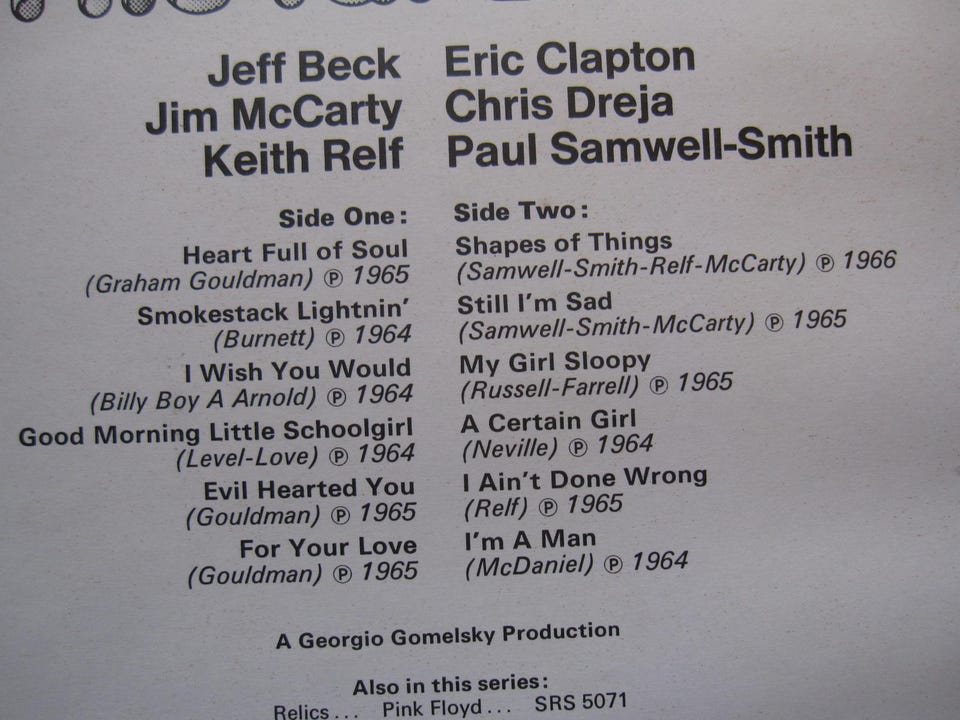 Jeff Beck Eric Clapton
Jim McCarty Chris Dreja
Keith Relf Paul Samwell-Smith
Side One:
Heart Full of Soul
(Graham Gouldman) ℗ 1965
Smokestack Lightnin'
(Burnett) ℗ 1964
I Wish You Would
(Billy Boy A Arnold) ℗ 1964
Good Morning Little Schoolgirl
(Level-Love) ℗ 1964
Evil Hearted You
(Gouldman) ℗ 1965
For Your Love
(Gouldman) ℗ 1965
Side Two:
Shapes of Things
(Samwell-Smith-Relf-McCarty) ℗ 1966
Still I'm Sad
(Samwell-Smith-McCarty) ℗ 1965
My Girl Sloopy
(Russell-Farrell) ℗ 1965
A Certain Girl
(Neville) ℗ 1964
I Ain't Done Wrong
(Relf) ℗ 1965
I'm A Man
(McDaniel) ℗ 1964
A Georgio Gomelsky Production
Also in this series:
Relics... Pink Floyd... SRS 5071